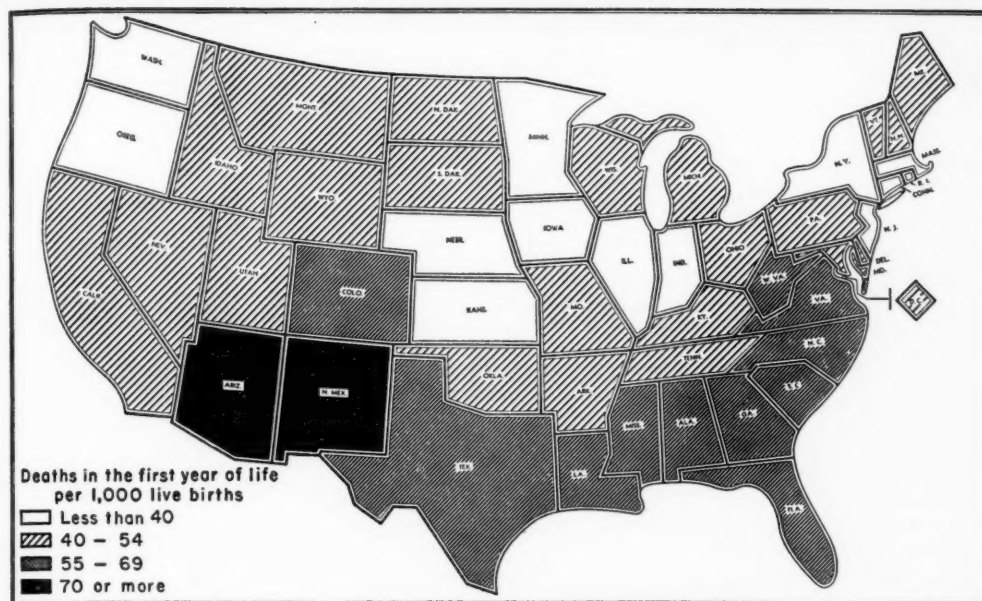 WASH.
OREG.
CALIF.
NEV.
IDAHO
MONT.
WYO.
UTAH
COLO.
ARIZ.
N. MEX.
N. DAK.
S. DAK.
NEBR.
KANS.
OKLA.
TEX.
MINN.
IOWA
MO.
ARK.
LA.
WIS.
ILL.
IND.
MICH.
OHIO
KY.
TENN.
MISS.
ALA.
GA.
FLA.
S.C.
N.C.
VA.
W. VA.
PA.
N.Y.
VT.
N.H.
ME.
MASS.
R. I.
CONN.
N. J.
DEL.
MD.
D.C.
Deaths in the first year of life
per 1,000 live births
Less than 40
40 – 54
55 – 69
70 or more